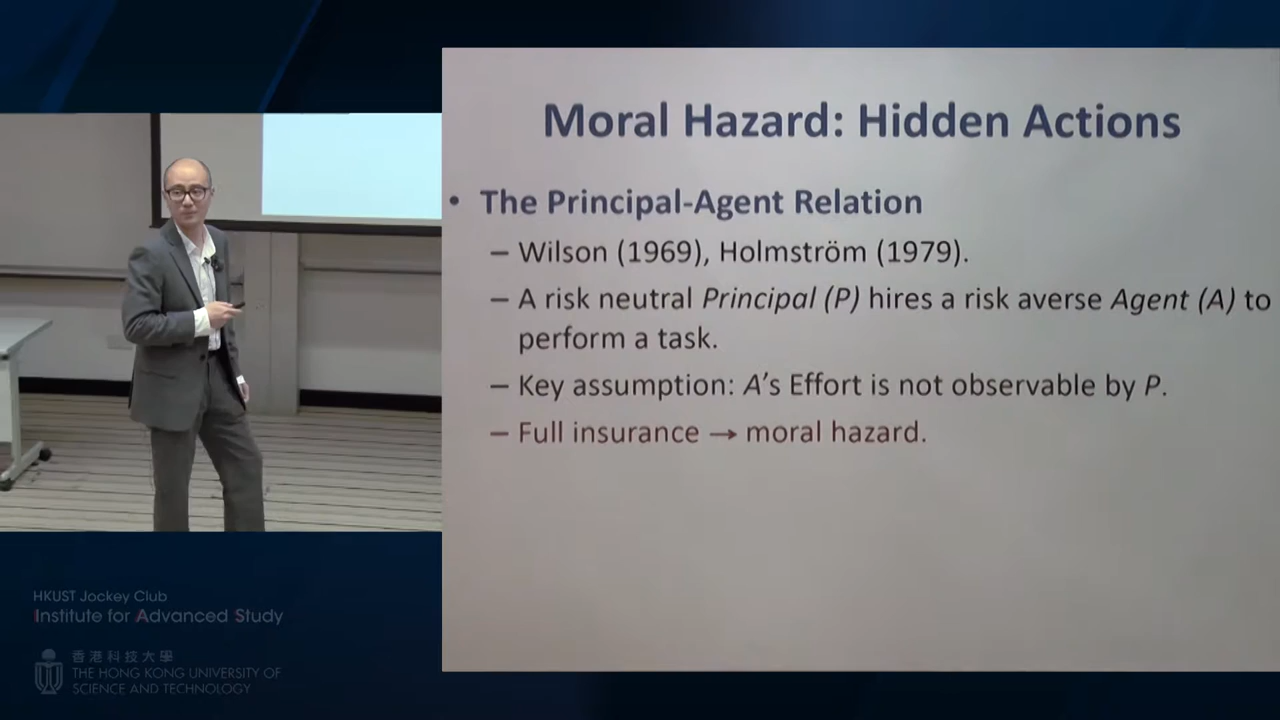 Moral Hazard: Hidden Actions
• The Principal-Agent Relation
– Wilson (1969), Holmström (1979).
– A risk neutral Principal (P) hires a risk averse Agent (A) to
perform a task.
– Key assumption: A's Effort is not observable by P.
– Full insurance → moral hazard.
HKUST Jockey Club
Institute for Advanced Study
香港科技大學
THE HONG KONG UNIVERSITY OF
SCIENCE AND TECHNOLOGY